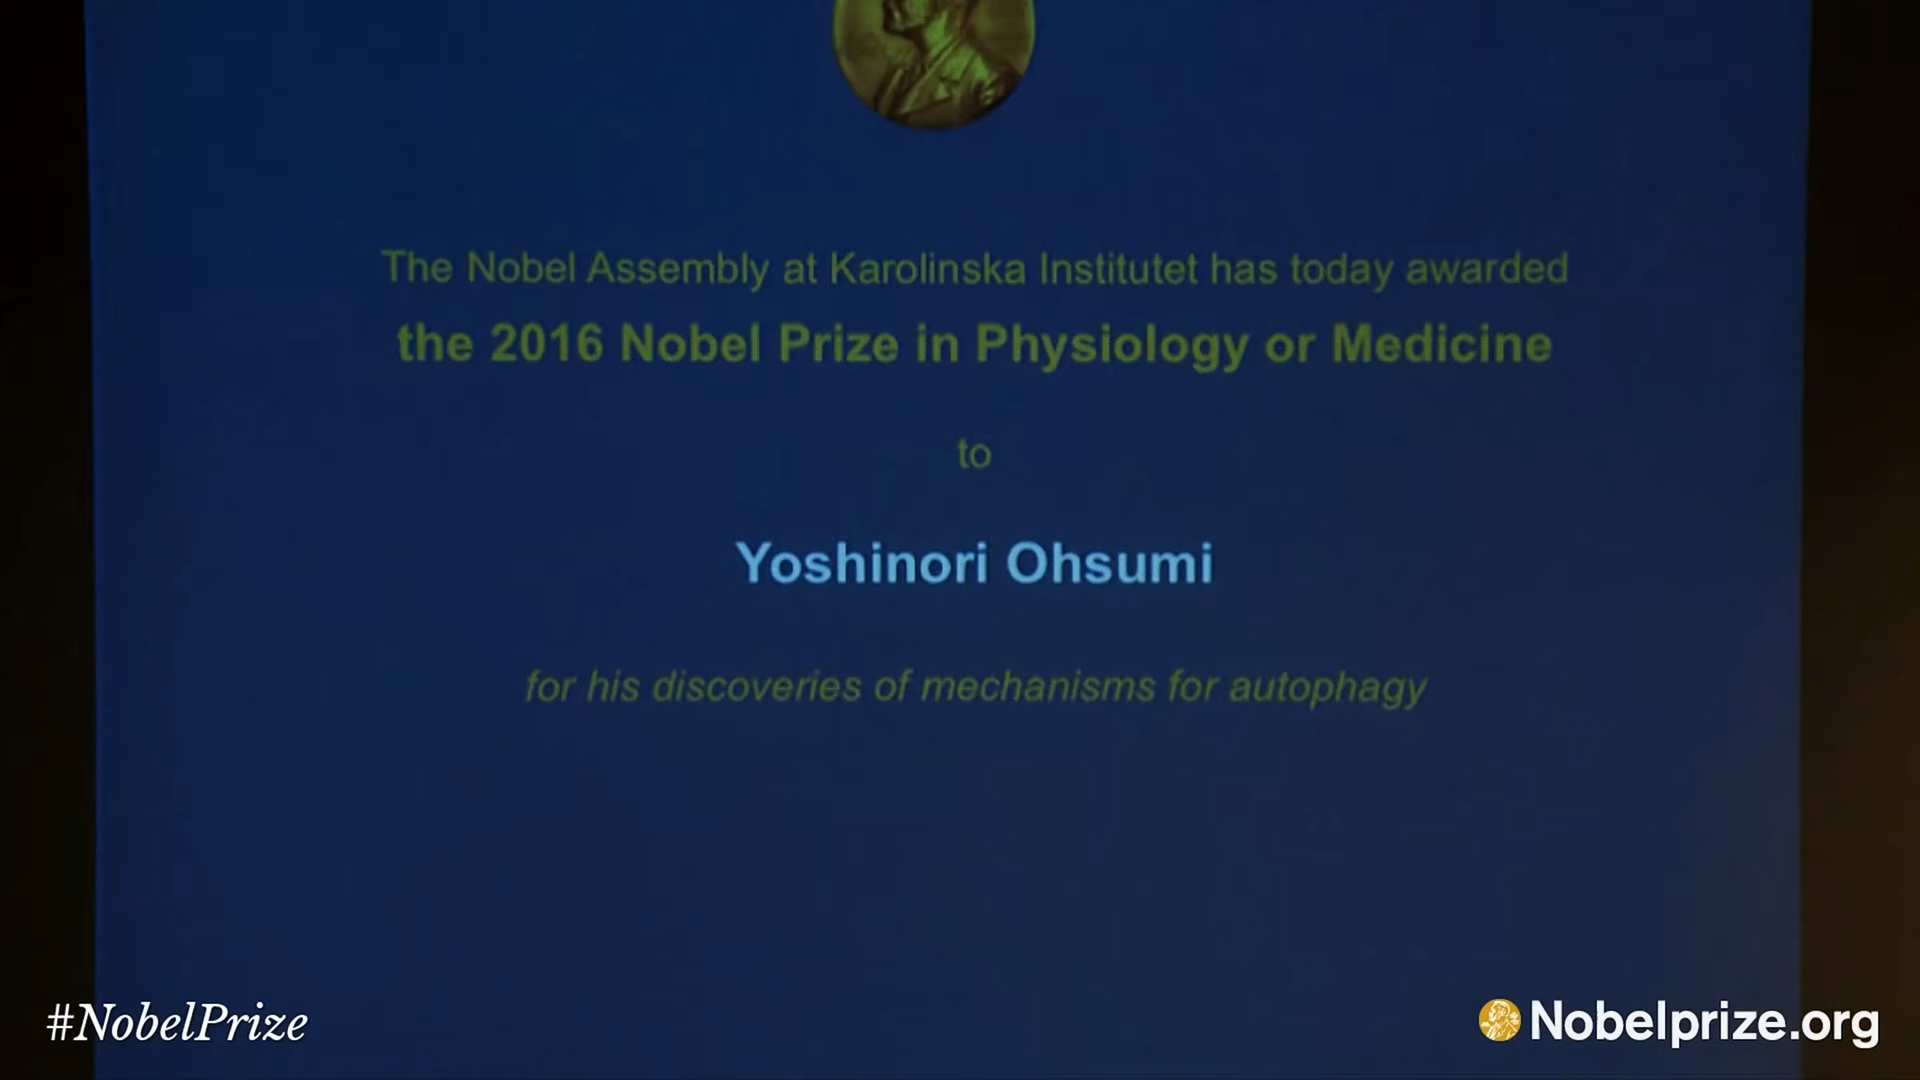 The Nobel Assembly at Karolinska Institutet has today awarded
the 2016 Nobel Prize in Physiology or Medicine
to
Yoshinori Ohsumi
for his discoveries of mechanisms for autophagy
#NobelPrize
Nobelprize.org